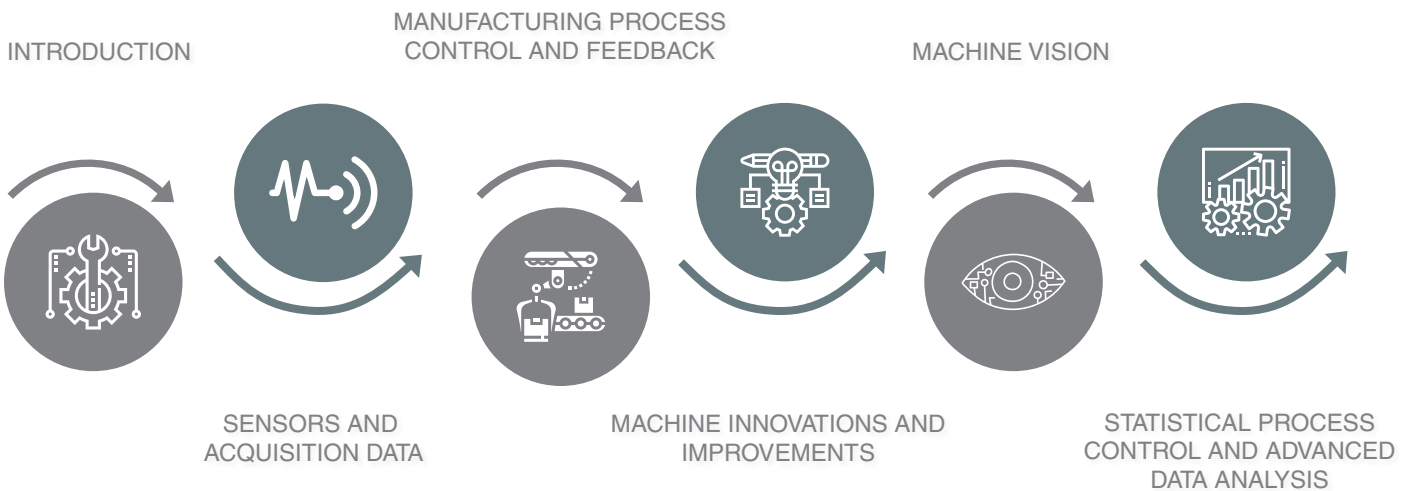 INTRODUCTION
SENSORS AND
ACQUISITION DATA
MANUFACTURING PROCESS
CONTROL AND FEEDBACK
MACHINE INNOVATIONS AND
IMPROVEMENTS
MACHINE VISION
STATISTICAL PROCESS
CONTROL AND ADVANCED
DATA ANALYSIS